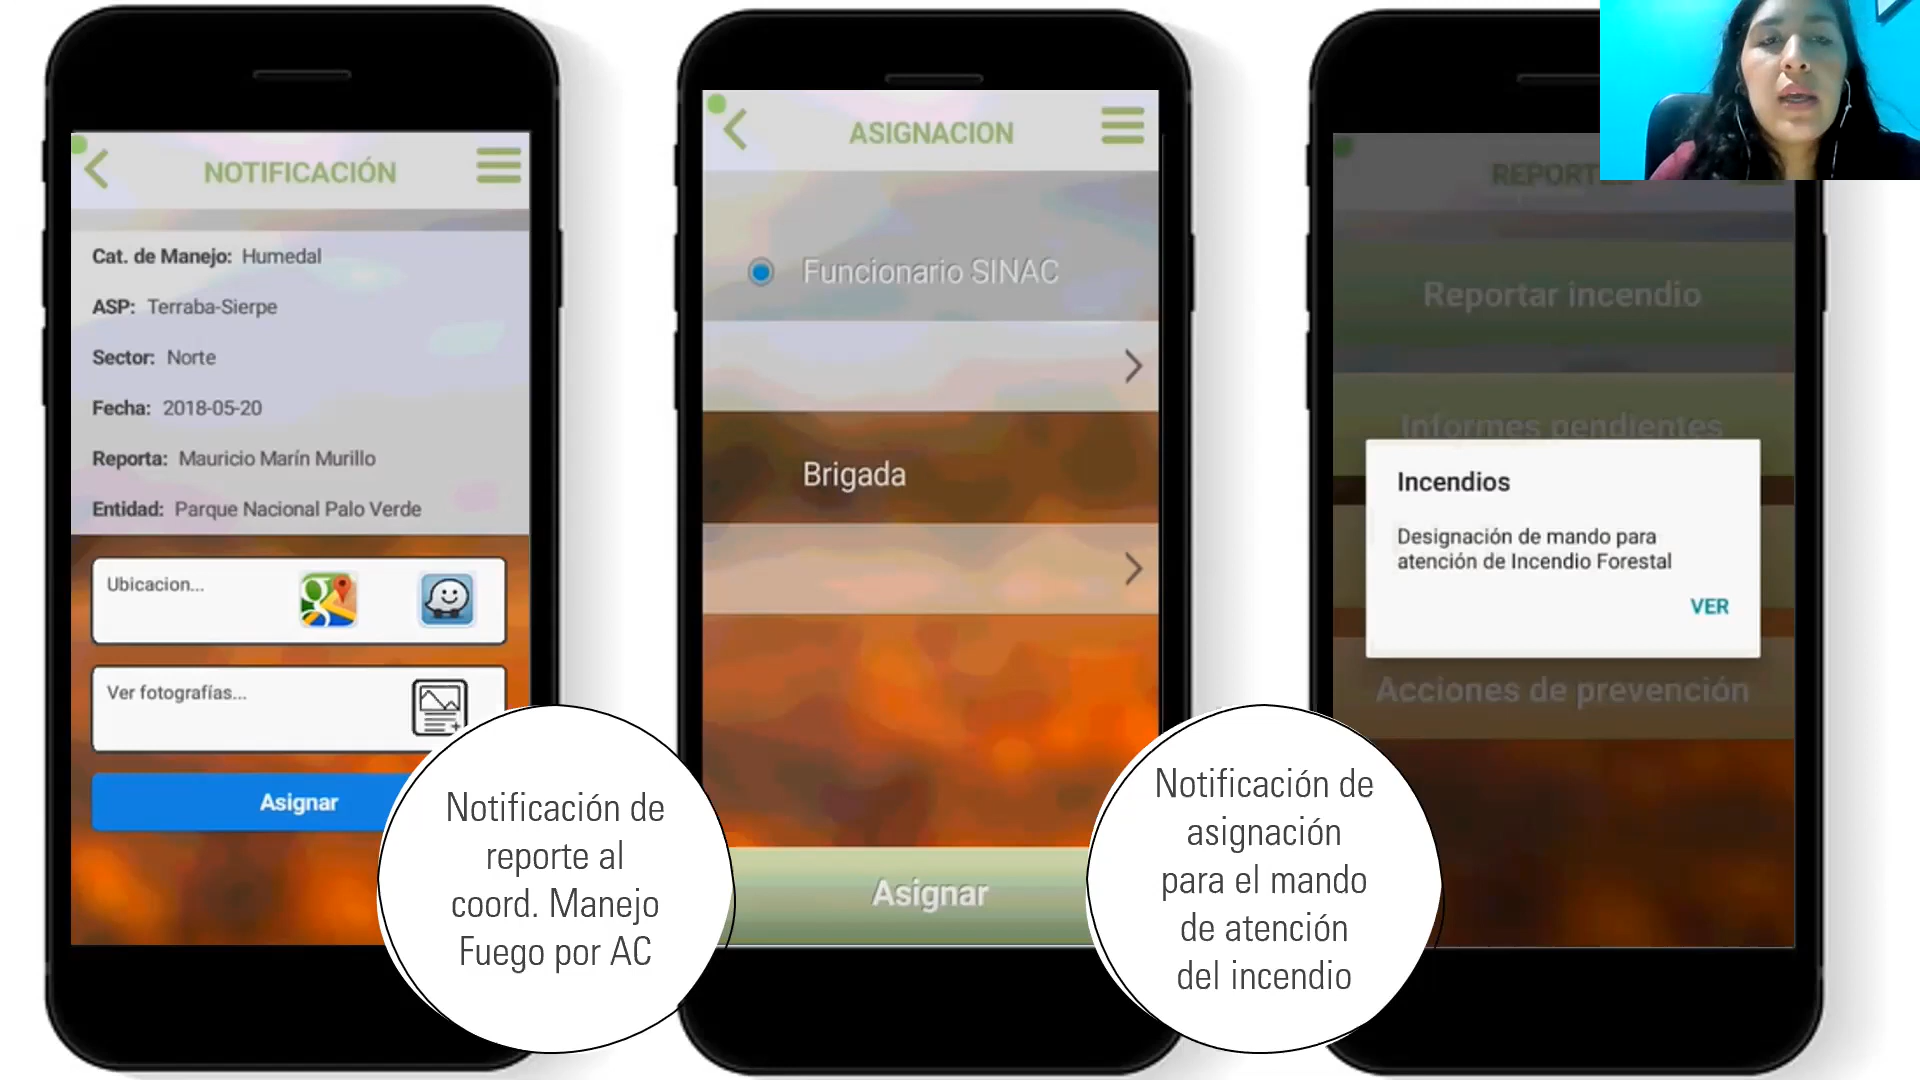 NOTIFICACIÓN
Cat. de Manejo: Humedal
ASP: Terraba-Sierpe
Sector: Norte
Fecha: 2018-05-20
Reporta: Mauricio Marín Murillo
Entidad: Parque Nacional Palo Verde
Ubicacion...
Ver fotografías...
Asignar
Notificación de
reporte al
coord. Manejo
Fuego por AC
ASIGNACION
Funcionario SINAC
Brigada
Asignar
Notificación de
asignación
para el mando
de atención
del incendio
Reportar incendio
Informes pendientes
Incendios
Designación de mando para
atención de Incendio Forestal
VER
Acciones de prevención